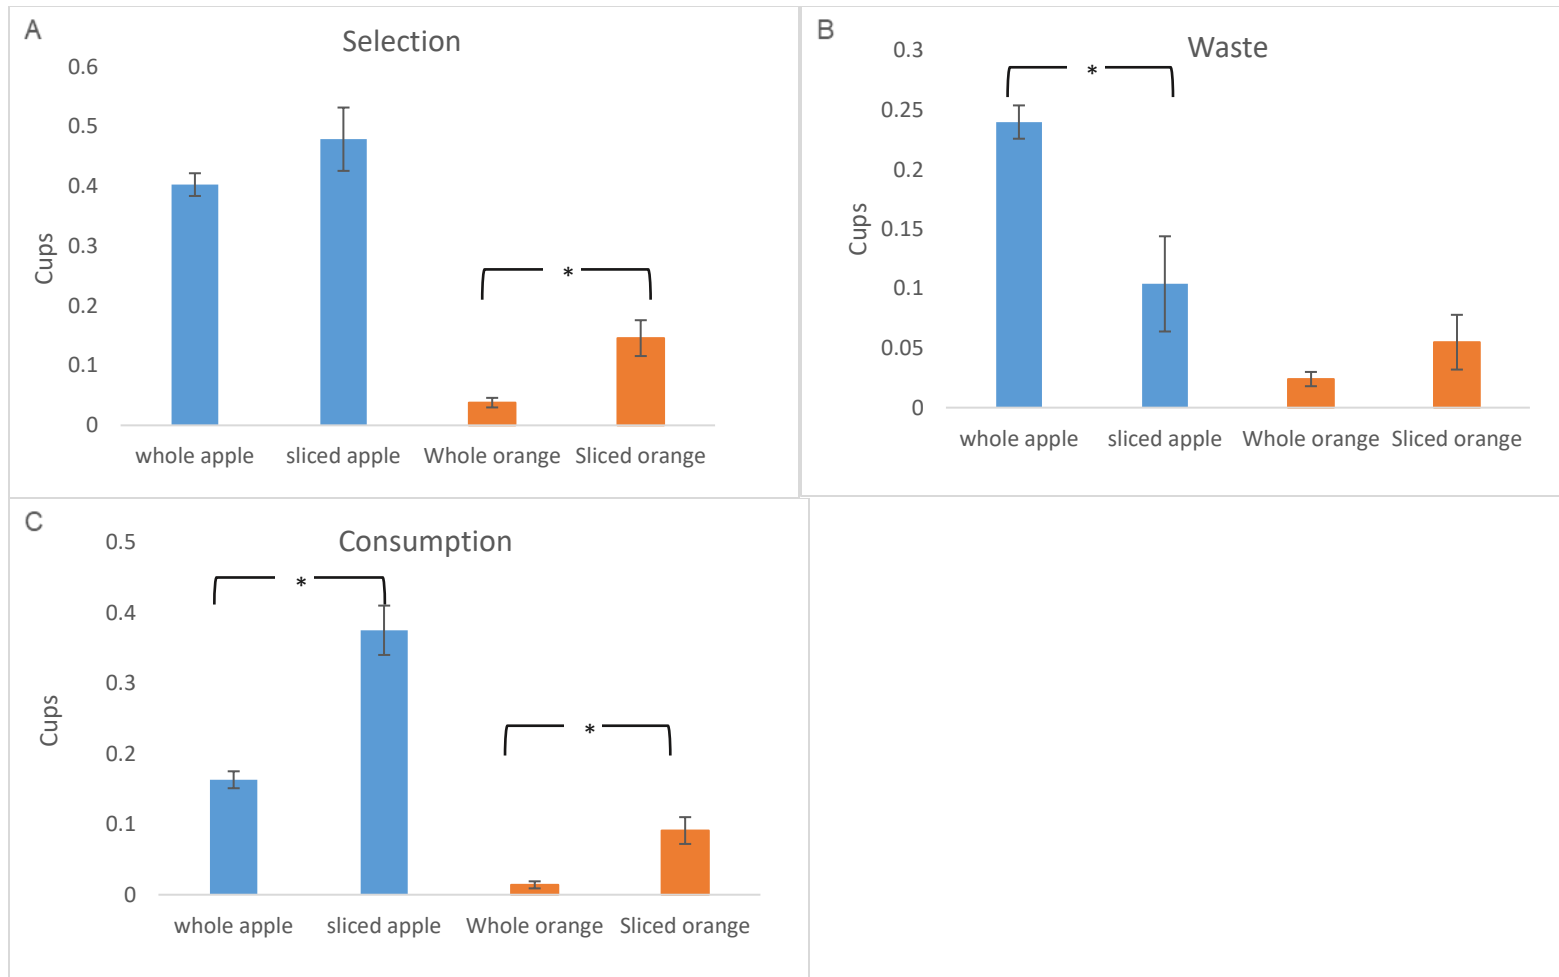 A
Selection
0.6
0.5
0.4
0.3
0.2
0.1
0
Cups
*
whole apple sliced apple Whole orange Sliced orange
B
Waste
0.3
0.25
0.2
0.15
0.1
0.05
0
Cups
*
whole apple sliced apple Whole orange Sliced orange
C
Consumption
0.5
0.4
0.3
0.2
0.1
0
Cups
*
*
whole apple sliced apple Whole orange Sliced orange